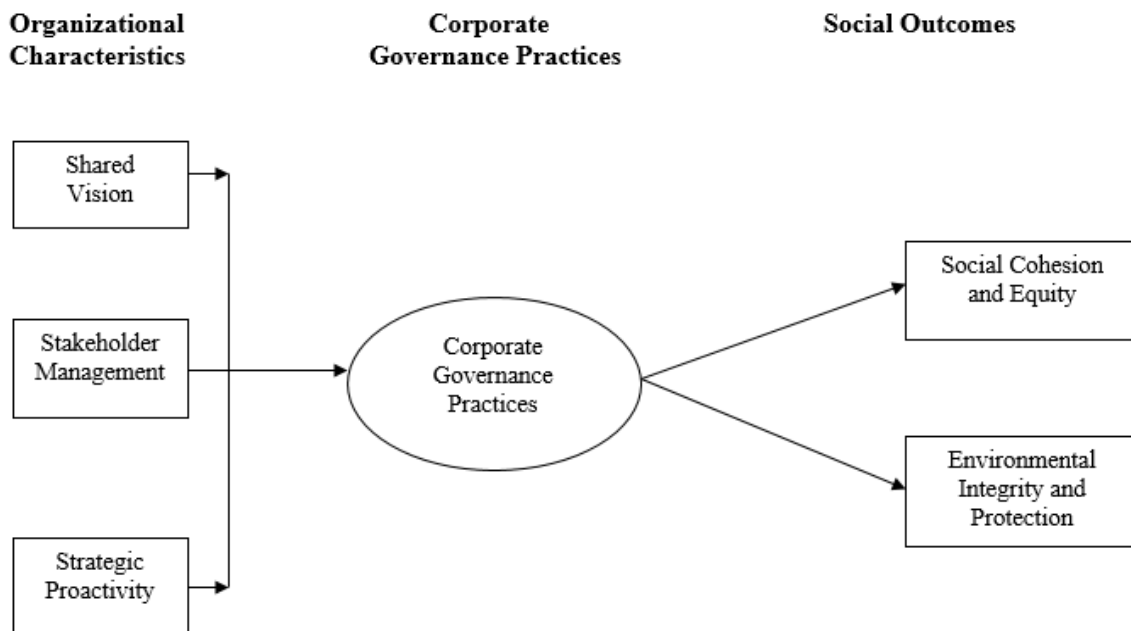 Organizational
Characteristics
Corporate
Governance Practices
Social Outcomes
Shared
Vision
Stakeholder
Management
Strategic
Proactivity
Corporate
Governance
Practices
Social Cohesion
and Equity
Environmental
Integrity and
Protection